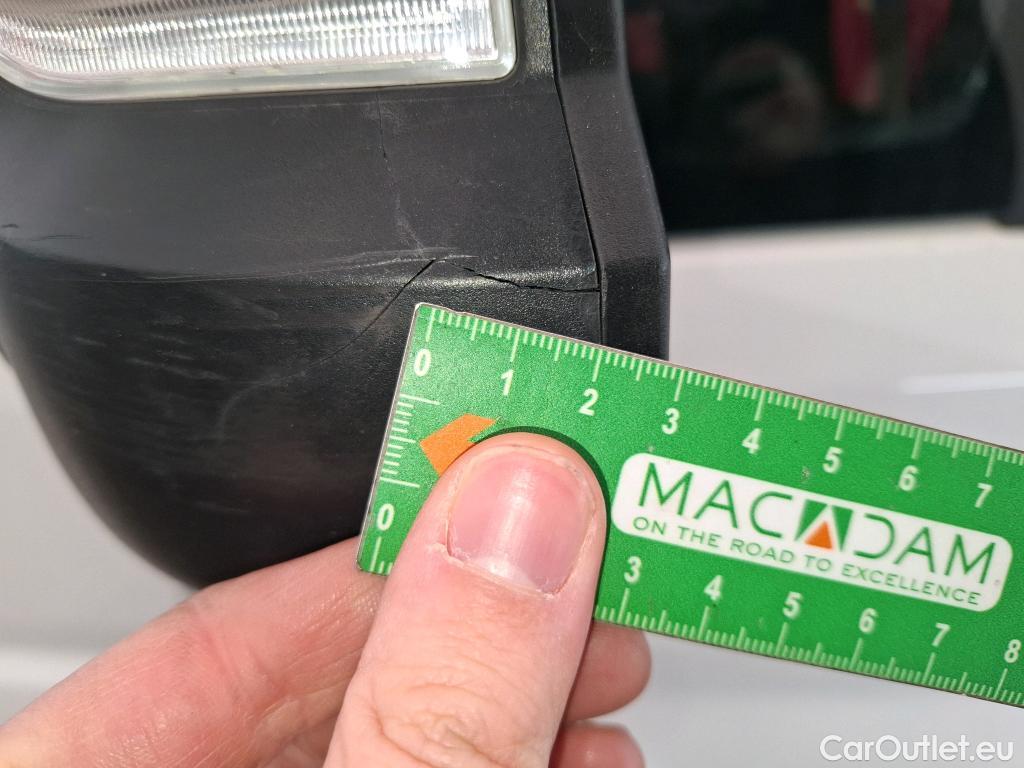 0 1 2 3 4 5 6 7
MACADAM
ON THE ROAD TO EXCELLENCE
0 3 4 5 6 7 8
CarOutlet.eu